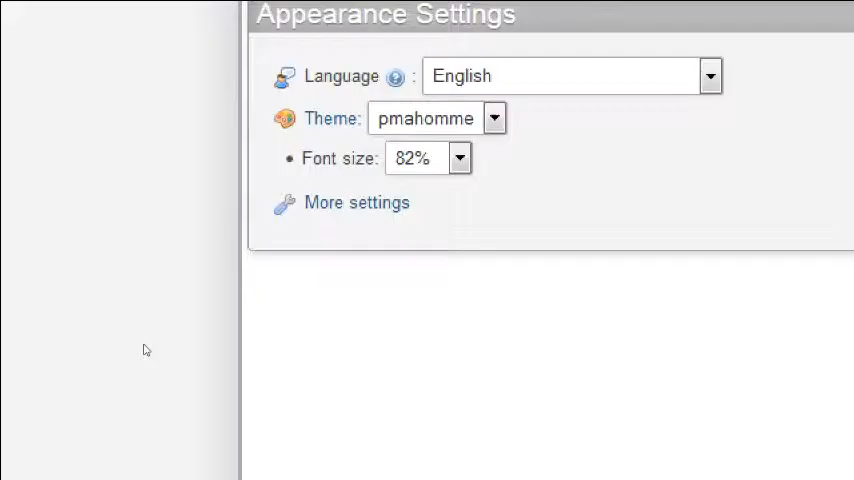 Appearance Settings
Language : English
Theme: pmahomme
• Font size: 82%
More settings